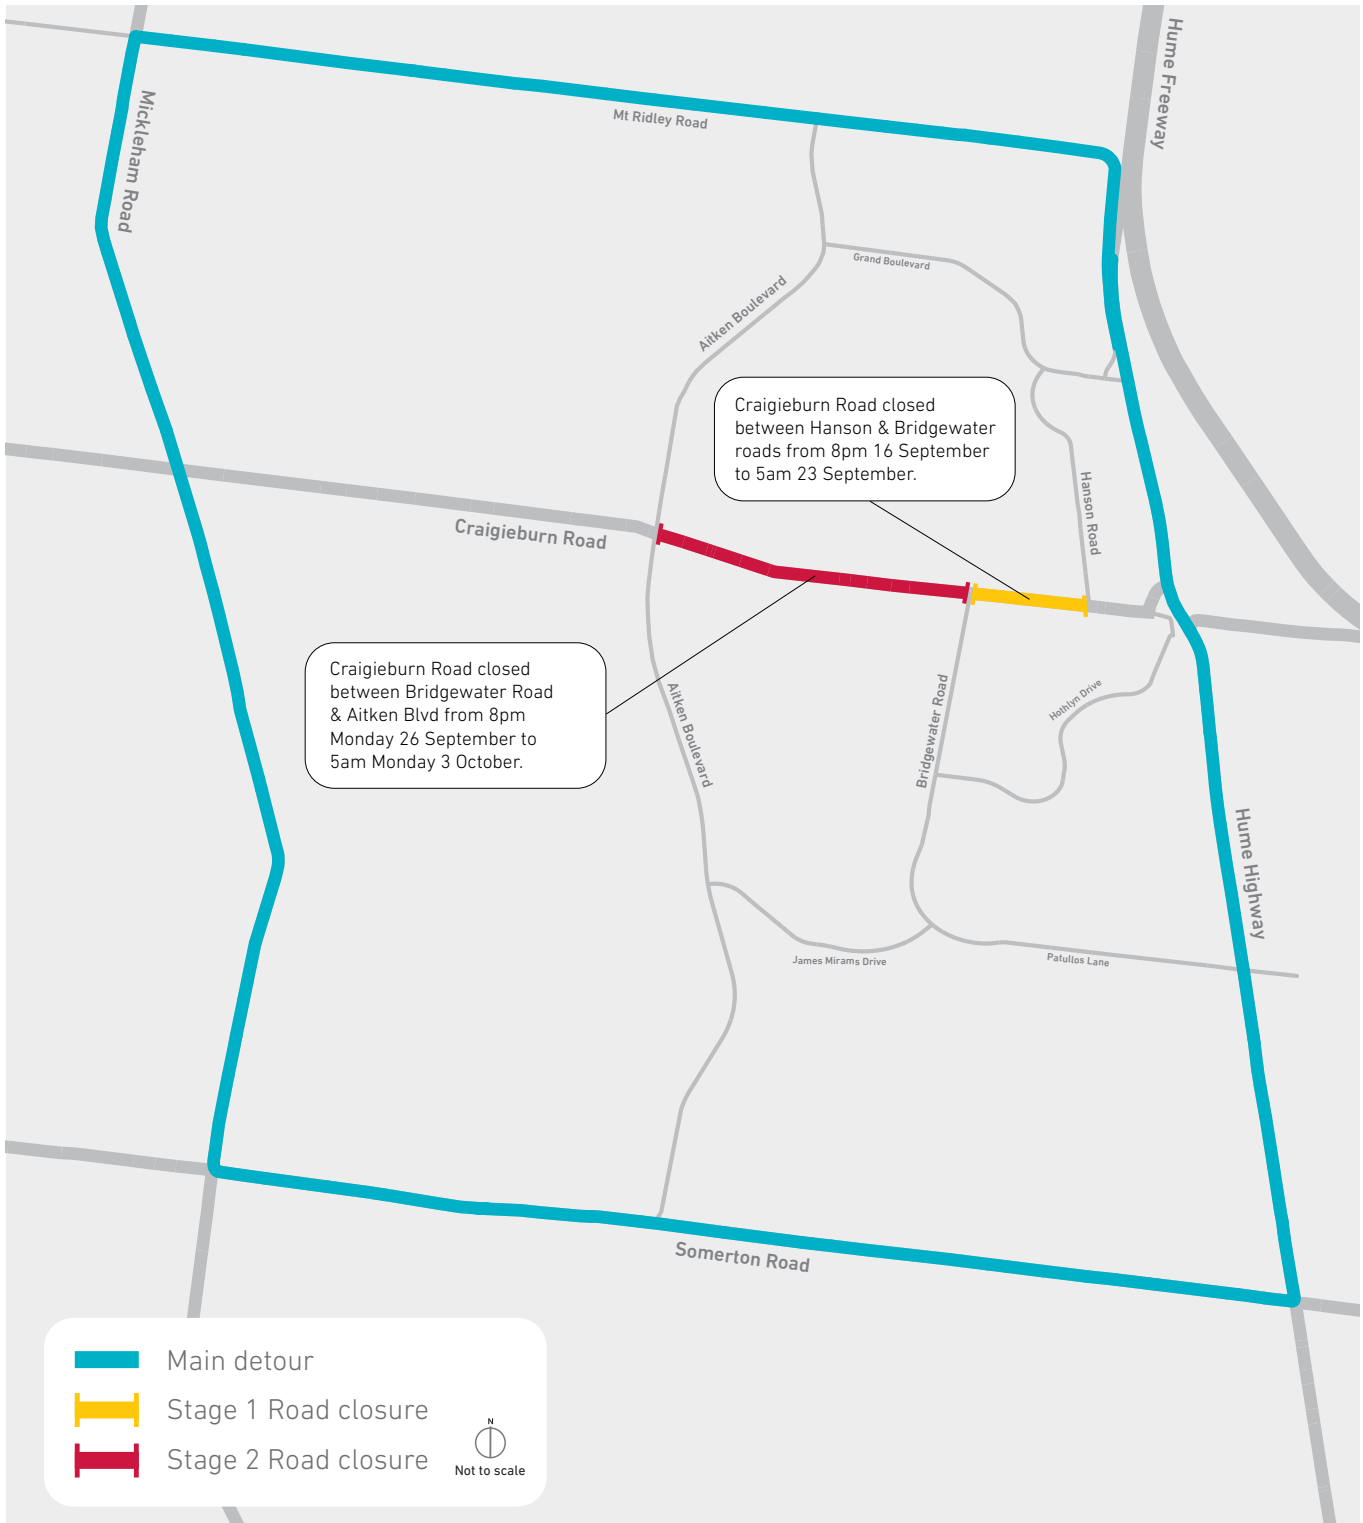 Hume Freeway
Mickleham Road
Mt Ridley Road
Grand Boulevard
Aitken Boulevard
Craigieburn Road closed
between Hanson & Bridgewater
roads from 8pm 16 September
to 5am 23 September.
Hanson Road
Craigieburn Road
Craigieburn Road closed
between Bridgewater Road
& Aitken Blvd from 8pm
Monday 26 September to
5am Monday 3 October.
Aitken Boulevard
Bridgewater Road
Hothlyn Drive
Hume Highway
James Mirams Drive
Patullos Lane
Somerton Road
Main detour
Stage 1 Road closure
Stage 2 Road closure
N
Not to scale